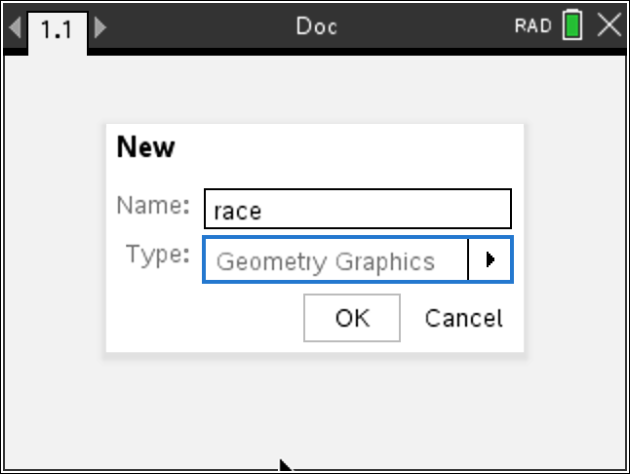 1.1 Doc RAD
New
Name: race
Type: Geometry Graphics
OK Cancel